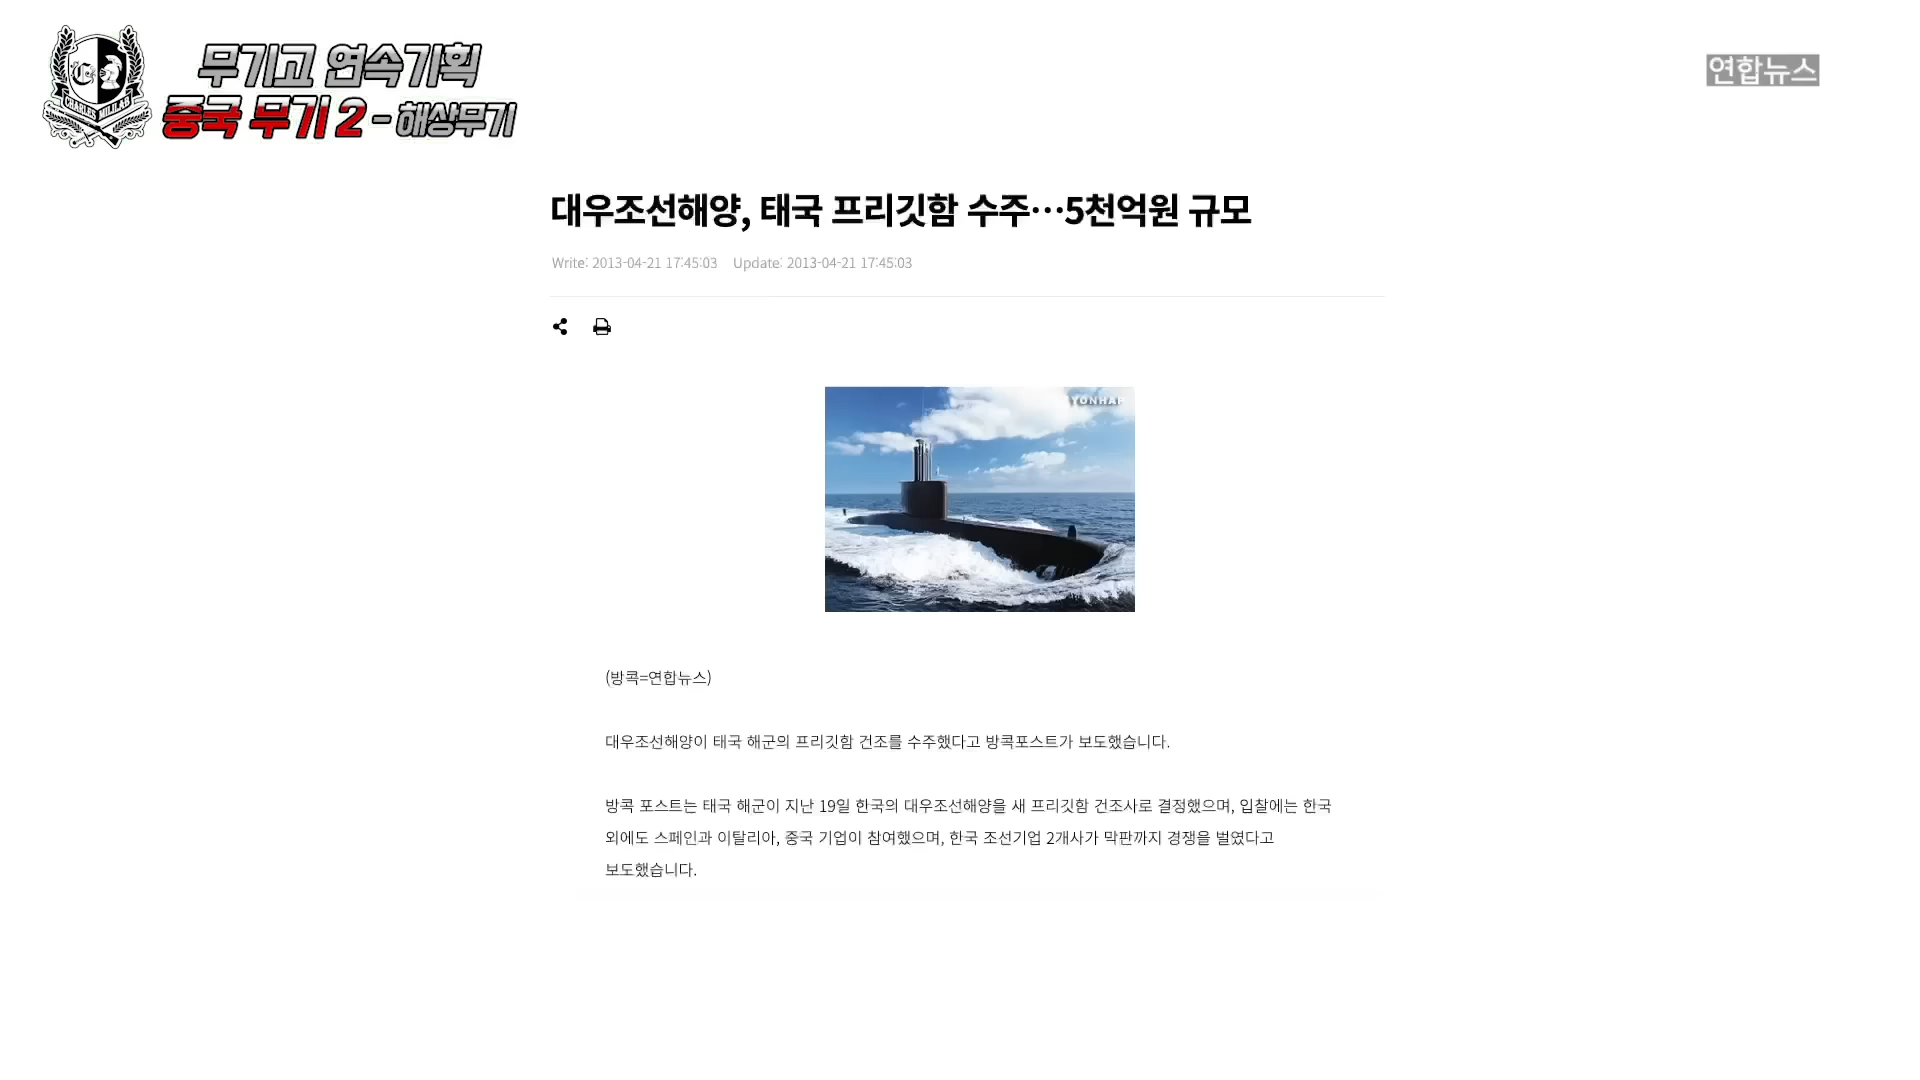 무기고 연속기획
중국 무기 2 - 해상무기
CHARLES MILILAB
연합뉴스
대우조선해양, 태국 프리깃함 수주…5천억원 규모
Write: 2013-04-21 17:45:03 Update: 2013-04-21 17:45:03
YONHAP
(방콕=연합뉴스)
대우조선해양이 태국 해군의 프리깃함 건조를 수주했다고 방콕포스트가 보도했습니다.
방콕 포스트는 태국 해군이 지난 19일 한국의 대우조선해양을 새 프리깃함 건조사로 결정했으며, 입찰에는 한국
외에도 스페인과 이탈리아, 중국 기업이 참여했으며, 한국 조선기업 2개사가 막판까지 경쟁을 벌였다고
보도했습니다.